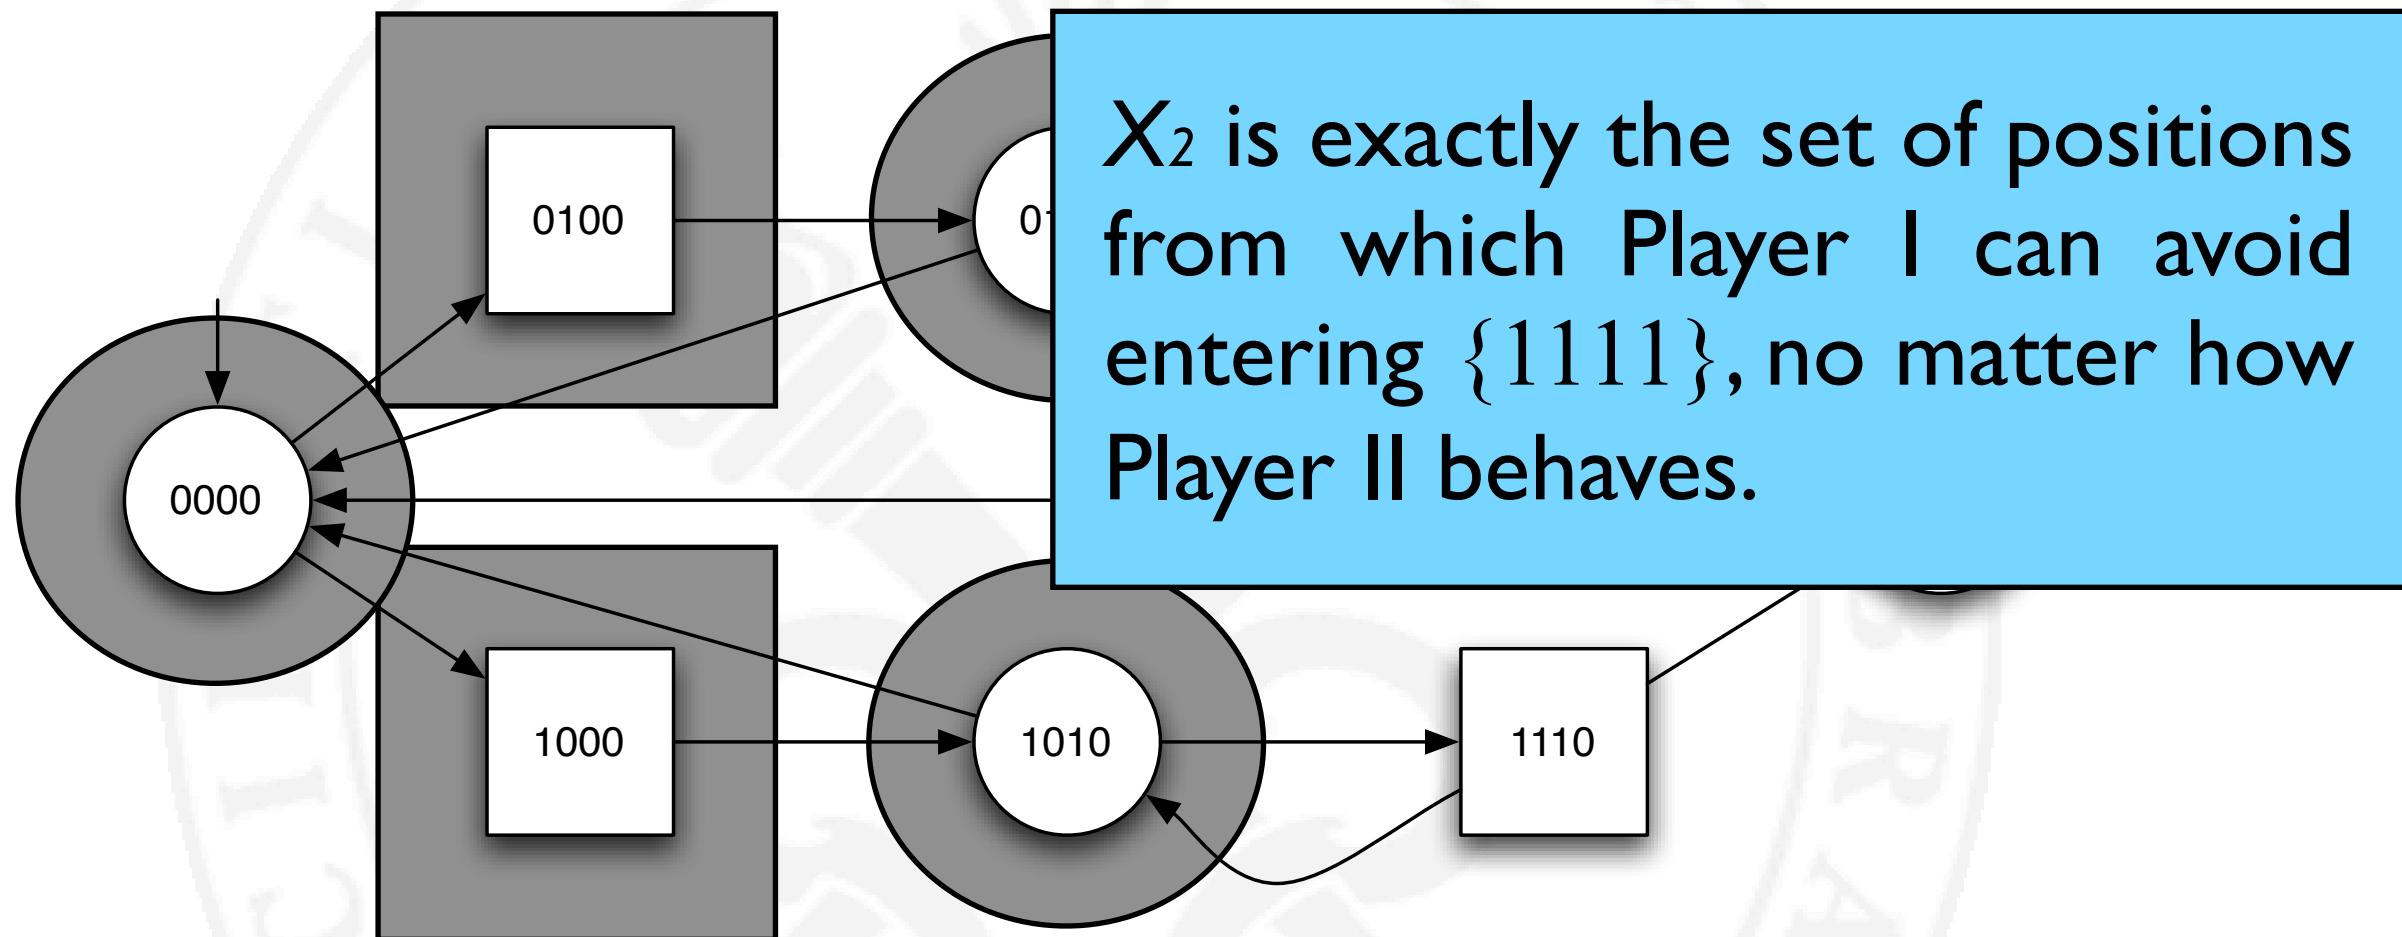 0100
X2 is exactly the set of positions
from which Player I can avoid
entering {1111}, no matter how
Player II behaves.
0000
1000
1010
1110